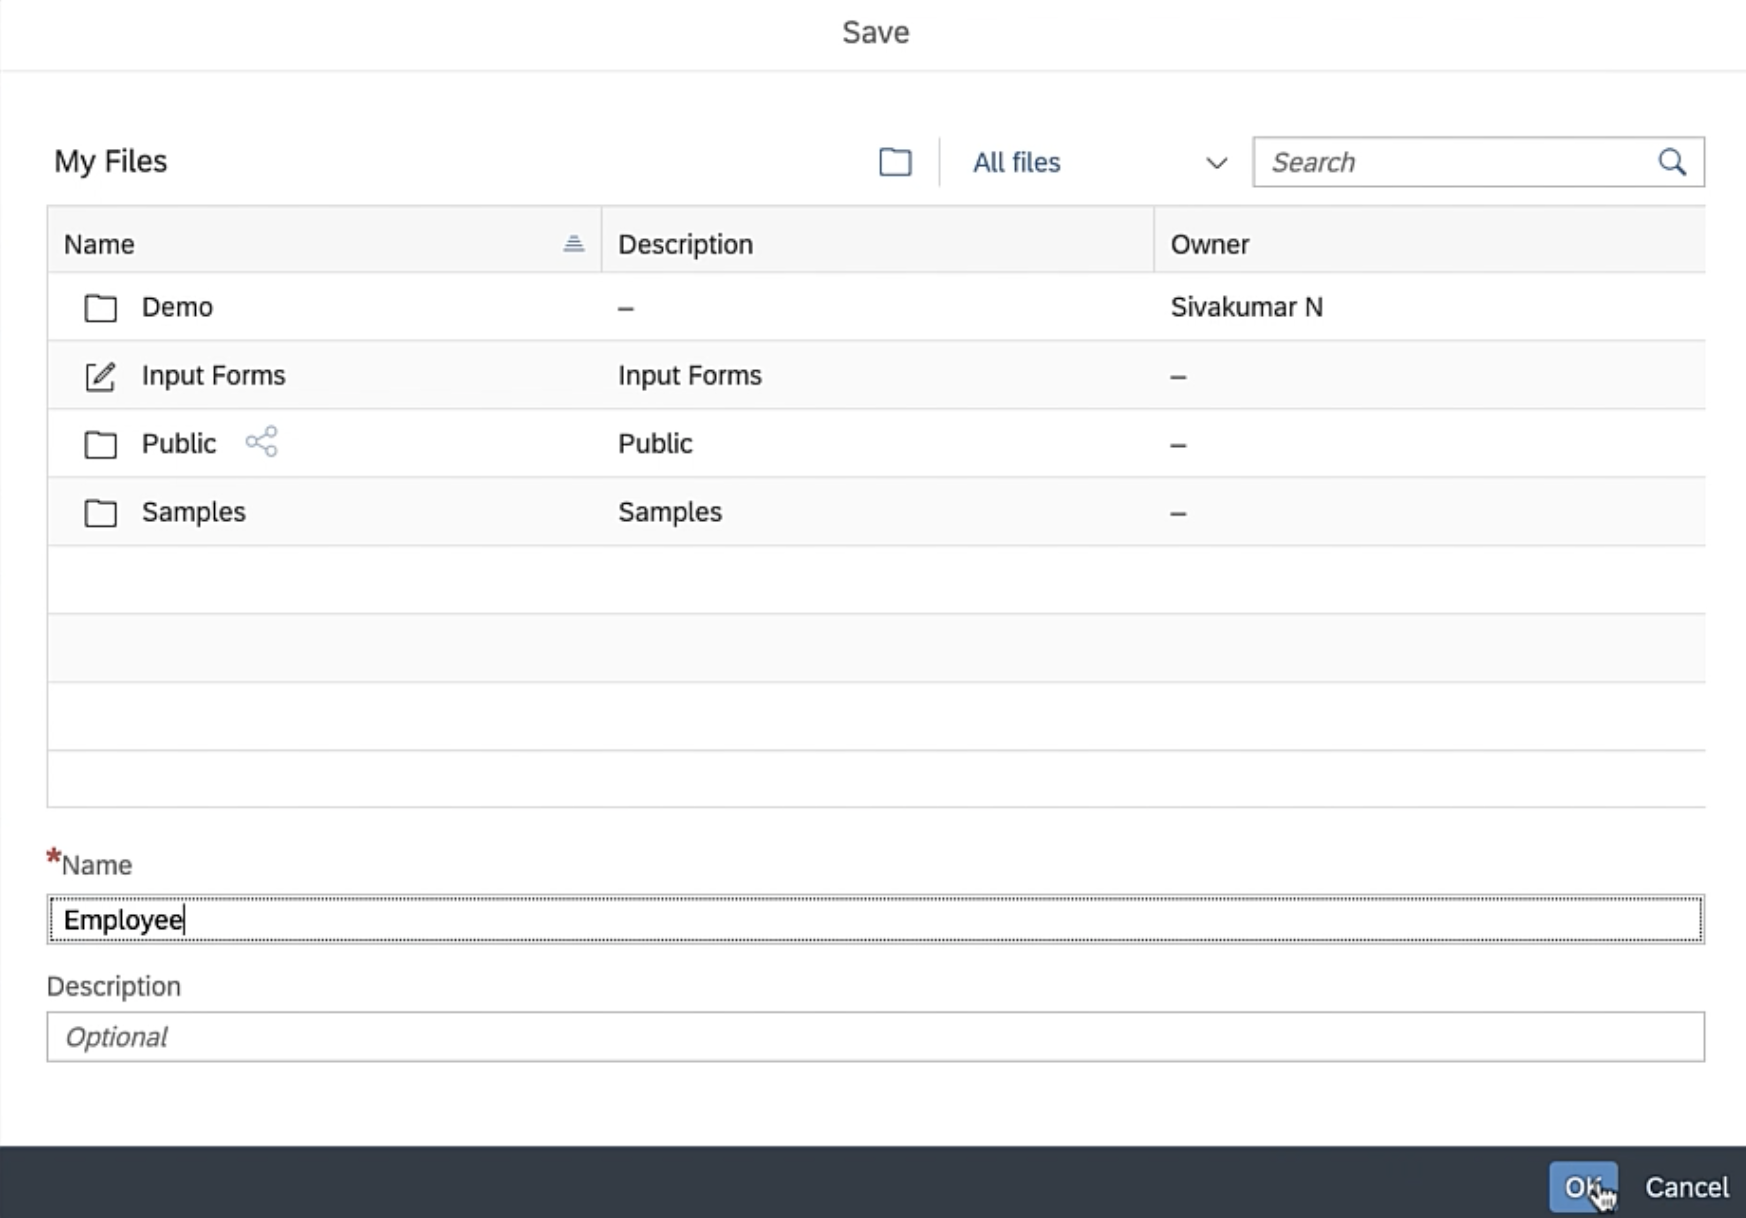 Save
My Files All files Search
Name Description Owner
Demo – Sivakumar N
Input Forms Input Forms –
Public Public –
Samples Samples –
*Name
Employee
Description
Optional
OK Cancel